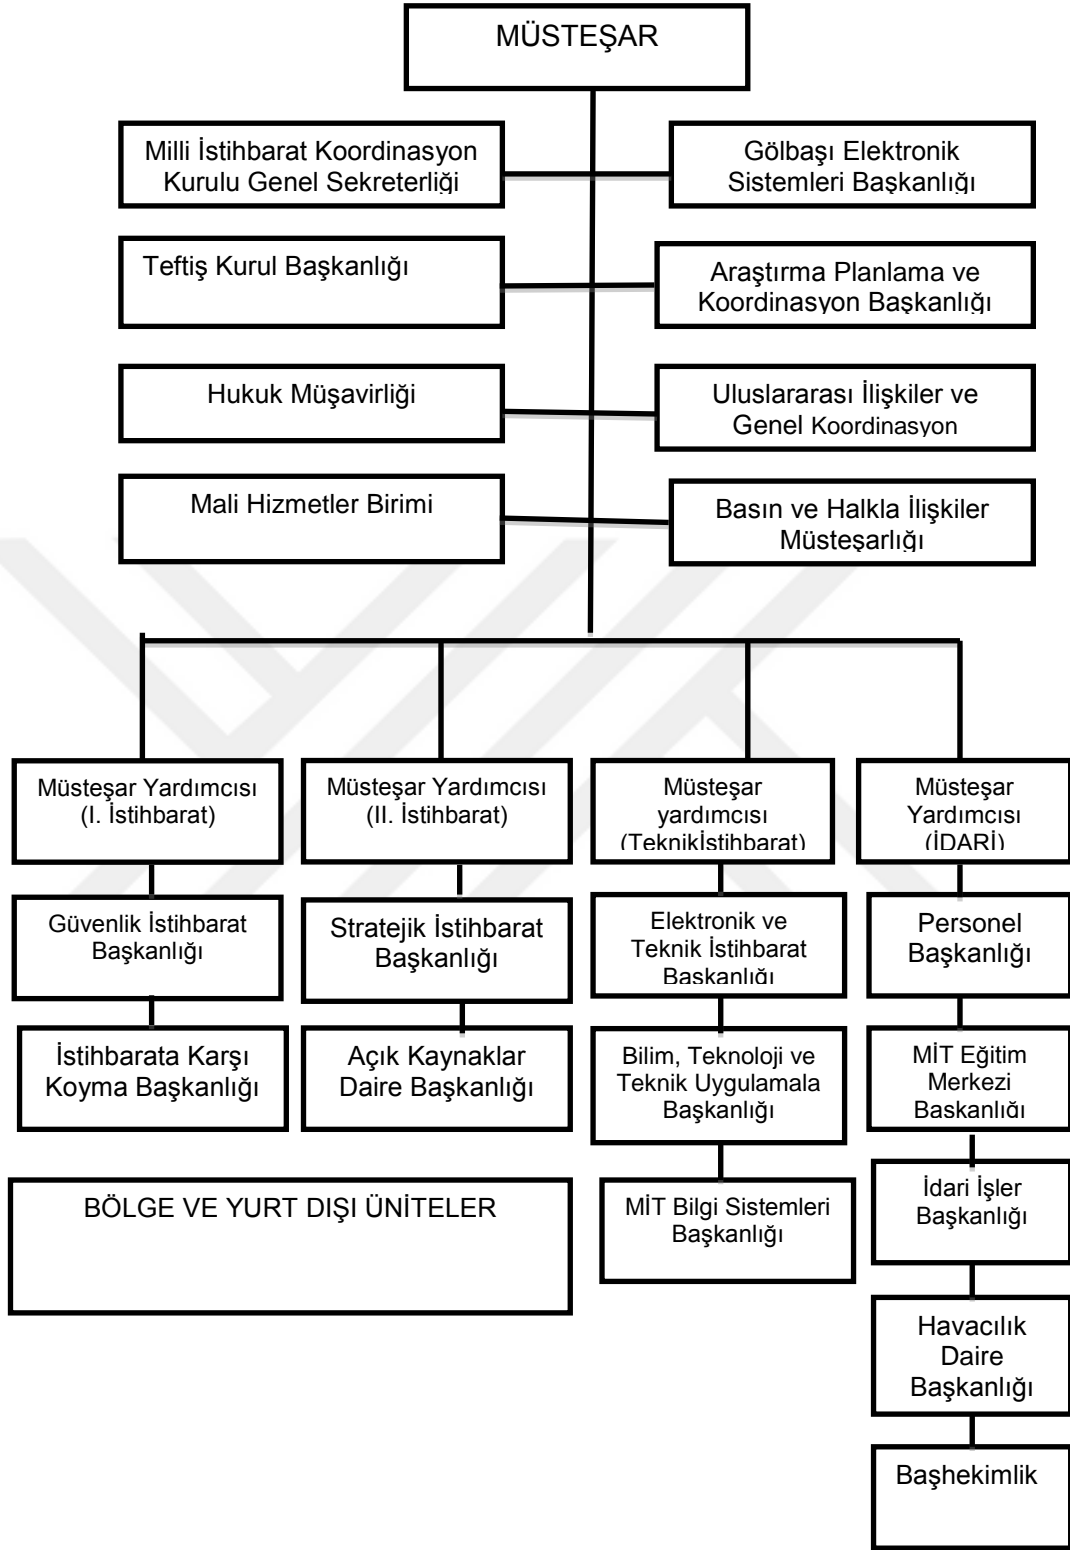 MÜSTEŞAR
Milli İstihbarat Koordinasyon
Kurulu Genel Sekreterliği
Gölbaşı Elektronik
Sistemleri Başkanlığı
Teftiş Kurul Başkanlığı
Araştırma Planlama ve
Koordinasyon Başkanlığı
Hukuk Müşavirliği
Uluslararası İlişkiler ve
Genel Koordinasyon
Mali Hizmetler Birimi
Basın ve Halkla İlişkiler
Müsteşarlığı
Müsteşar Yardımcısı
(I. İstihbarat)
Müsteşar Yardımcısı
(II. İstihbarat)
Müsteşar
yardımcısı
(Teknikİstihbarat)
Müsteşar
Yardımcısı
(İDARİ)
Güvenlik İstihbarat
Başkanlığı
Stratejik İstihbarat
Başkanlığı
Elektronik ve
Teknik İstihbarat
Başkanlığı
Personel
Başkanlığı
İstihbarata Karşı
Koyma Başkanlığı
Açık Kaynaklar
Daire Başkanlığı
Bilim, Teknoloji ve
Teknik Uygulamala
Başkanlığı
MİT Eğitim
Merkezi
Başkanlığı
BÖLGE VE YURT DIŞI ÜNİTELER
MİT Bilgi Sistemleri
Başkanlığı
İdari İşler
Başkanlığı
Havacılık
Daire
Başkanlığı
Başhekimlik